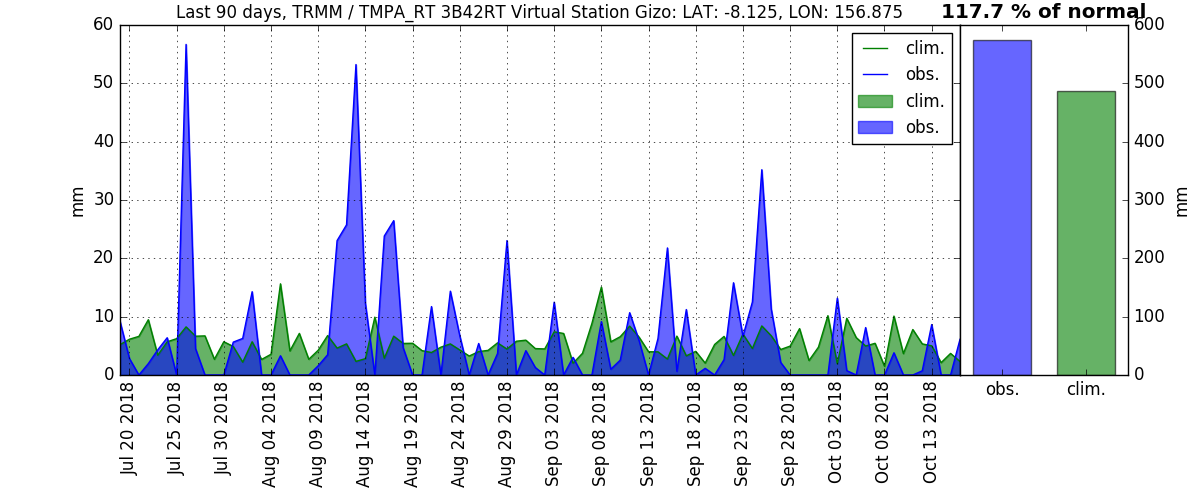 Last 90 days, TRMM / TMPA_RT 3B42RT Virtual Station Gizo: LAT: -8.125, LON: 156.875
117.7 % of normal
clim.
obs.
clim.
obs.
mm
60
50
40
30
20
10
0
Jul 20 2018
Jul 25 2018
Jul 30 2018
Aug 04 2018
Aug 09 2018
Aug 14 2018
Aug 19 2018
Aug 24 2018
Aug 29 2018
Sep 03 2018
Sep 08 2018
Sep 13 2018
Sep 18 2018
Sep 23 2018
Sep 28 2018
Oct 03 2018
Oct 08 2018
Oct 13 2018
obs.
clim.
600
500
400
300
200
100
0
mm